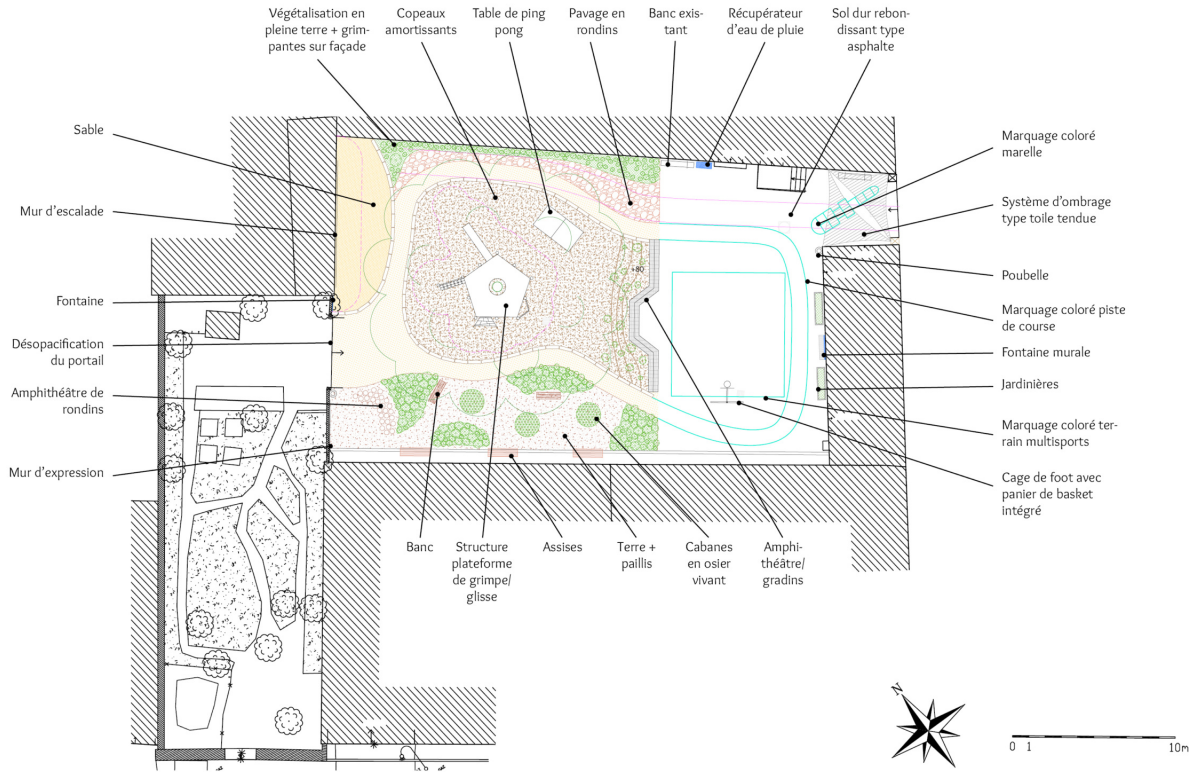 Végétalisation en
pleine terre + grim-
pantes sur façade
Copeaux
amortissants
Table de ping
pong
Pavage en
rondins
Banc exis-
tant
Récupérateur
d'eau de pluie
Sol dur rebon-
dissant type
asphalte
Sable
Mur d'escalade
Fontaine
Désopacification
du portail
Amphithéâtre de
rondins
Mur d'expression
Marquage coloré
marelle
Système d'ombrage
type toile tendue
Poubelle
Marquage coloré piste
de course
Fontaine murale
Jardinières
Marquage coloré ter-
rain multisports
Cage de foot avec
panier de basket
intégré
+80
Banc
Structure
plateforme
de grimpe/
glisse
Assises
Terre +
paillis
Cabanes
en osier
vivant
Amphi-
théâtre/
gradins
N
0 1 10m